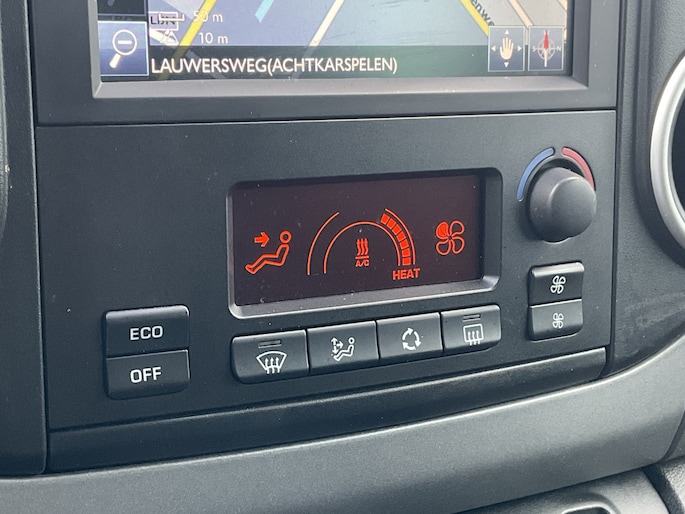 50 m
10 m
LAUWERSWEG(ACHTKARSPELEN)
A/C
HEAT
ECO
OFF